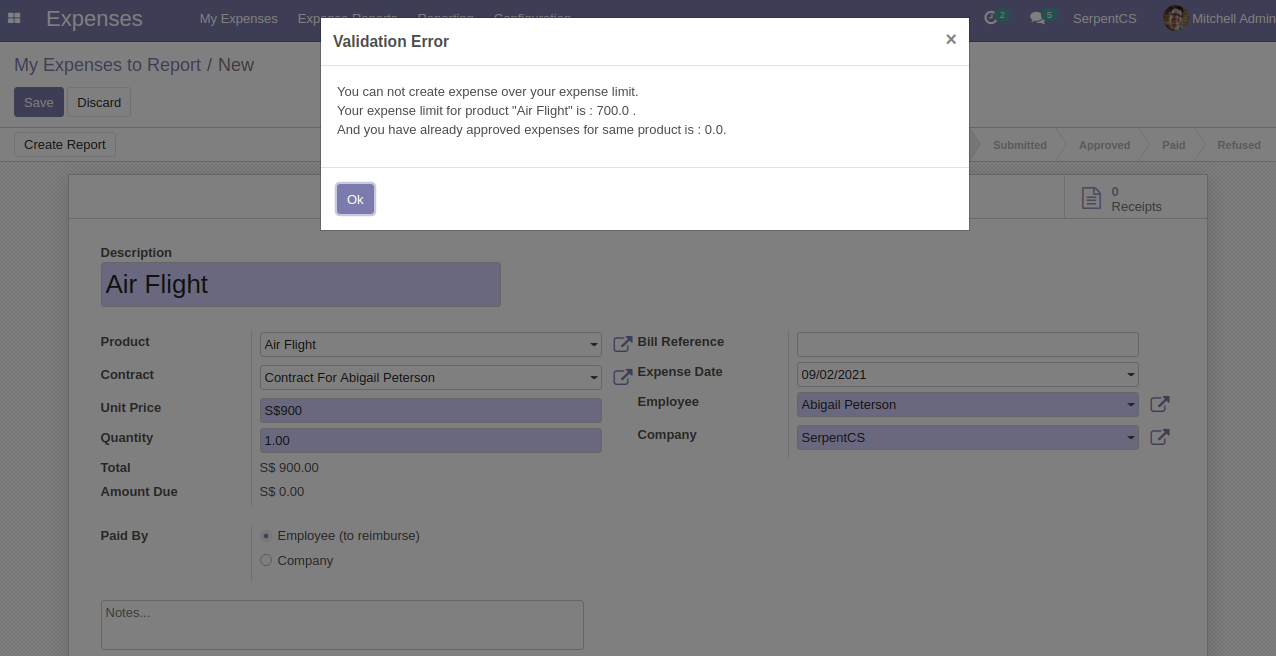 Expenses
My Expenses
Expense Reports
Reporting
Configuration
2
5
SerpentCS
Mitchell Admin
Validation Error
×
My Expenses to Report / New
Save
Discard
You can not create expense over your expense limit.
Your expense limit for product "Air Flight" is : 700.0 .
And you have already approved expenses for same product is : 0.0.
Ok
Create Report
Submitted
Approved
Paid
Refused
0
Receipts
Description
Air Flight
Product
Air Flight
Bill Reference
Contract
Contract For Abigail Peterson
Expense Date
09/02/2021
Unit Price
S$900
Employee
Abigail Peterson
Quantity
1.00
Company
SerpentCS
Total
S$ 900.00
Amount Due
S$ 0.00
Paid By
Employee (to reimburse)
Company
Notes...